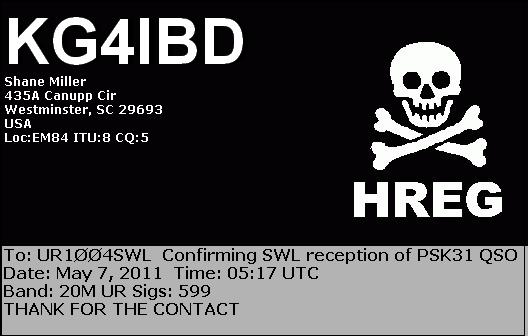 KG4IBD
Shane Miller
435A Canupp Cir
Westminster, SC 29693
USA
Loc:EM84 ITU:8 CQ:5
HREG
To: UR1ØØ4SWL  Confirming SWL reception of PSK31 QSO
Date: May 7, 2011  Time: 05:17 UTC
Band: 20M UR Sigs: 599
THANK FOR THE CONTACT